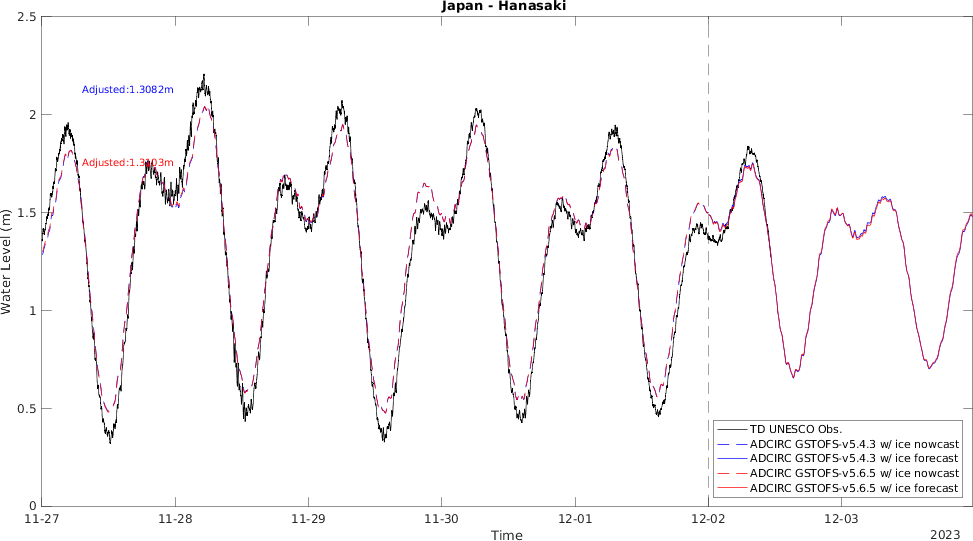 Japan - Hanasaki
2.5
2
1.5
1
0.5
0
Water Level (m)
Adjusted:1.3082m
Adjusted:1.3103m
TD UNESCO Obs.
ADCIRC GSTOFS-v5.4.3 w/ ice nowcast
ADCIRC GSTOFS-v5.4.3 w/ ice forecast
ADCIRC GSTOFS-v5.6.5 w/ ice nowcast
ADCIRC GSTOFS-v5.6.5 w/ ice forecast
11-27 11-28 11-29 11-30 12-01 12-02 12-03
Time
2023